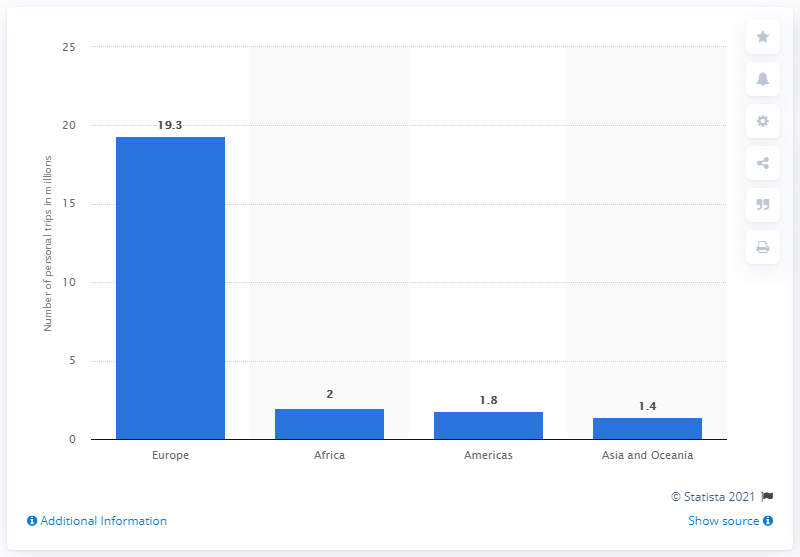 Number of personal trips in millions
25
20
15
10
5
0
19.3
2
1.8
1.4
Europe
Africa
Americas
Asia and Oceania
© Statista 2021
Additional Information
Show source